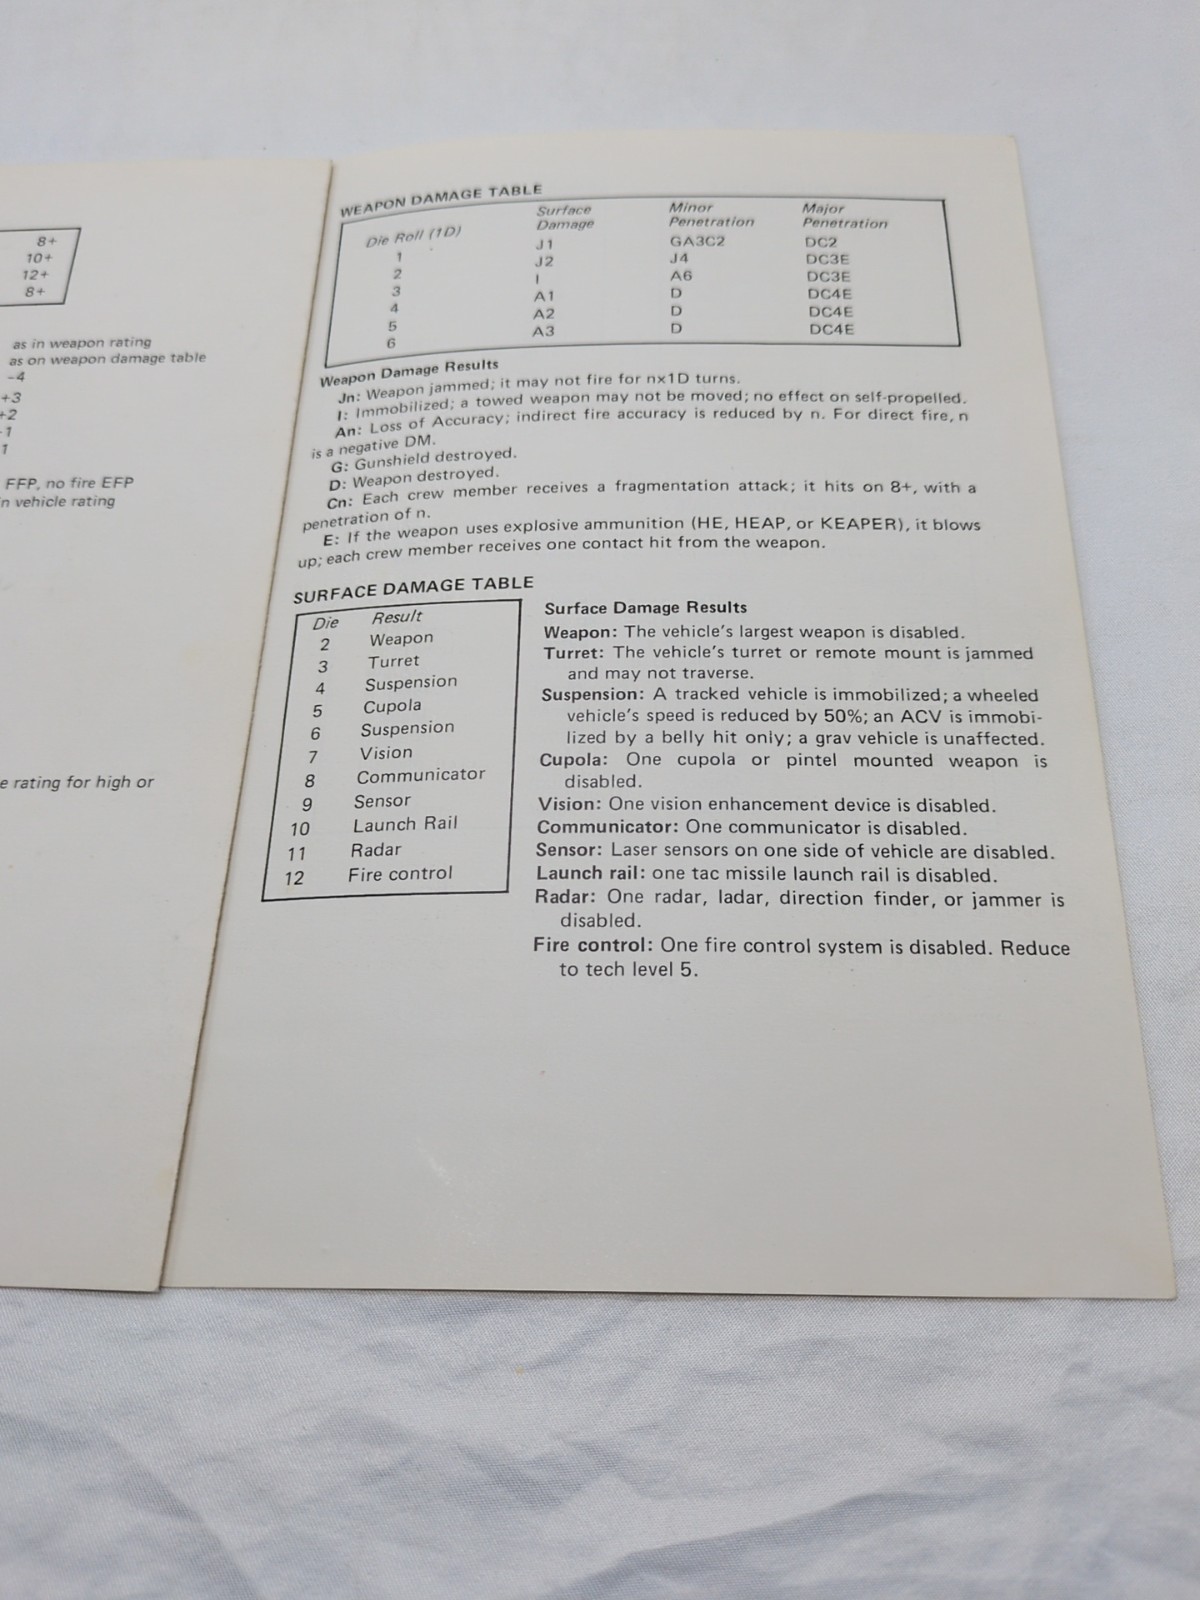 8+
10+
12+
8+
as in weapon rating
as on weapon damage table
-4
+3
+2
1
1
FFP, no fire EFP
n vehicle rating
e rating for high or
WEAPON DAMAGE TABLE
Die Roll (1D) Surface Damage Minor Penetration Major Penetration
1 J1 GA3C2 DC2
2 J2 J4 DC3E
3 I A6 DC3E
4 A1 D DC4E
5 A2 D DC4E
6 A3 D DC4E
Weapon Damage Results
Jn: Weapon jammed; it may not fire for nx1D turns.
I: Immobilized; a towed weapon may not be moved; no effect on self-propelled.
An: Loss of Accuracy; indirect fire accuracy is reduced by n. For direct fire, n
is a negative DM.
G: Gunshield destroyed.
D: Weapon destroyed.
Cn: Each crew member receives a fragmentation attack; it hits on 8+, with a
penetration of n.
E: If the weapon uses explosive ammunition (HE, HEAP, or KEAPER), it blows
up; each crew member receives one contact hit from the weapon.
SURFACE DAMAGE TABLE
Die Result
2 Weapon
3 Turret
4 Suspension
5 Cupola
6 Suspension
7 Vision
8 Communicator
9 Sensor
10 Launch Rail
11 Radar
12 Fire control
Surface Damage Results
Weapon: The vehicle's largest weapon is disabled.
Turret: The vehicle's turret or remote mount is jammed
and may not traverse.
Suspension: A tracked vehicle is immobilized; a wheeled
vehicle's speed is reduced by 50%; an ACV is immobi-
lized by a belly hit only; a grav vehicle is unaffected.
Cupola: One cupola or pintel mounted weapon is
disabled.
Vision: One vision enhancement device is disabled.
Communicator: One communicator is disabled.
Sensor: Laser sensors on one side of vehicle are disabled.
Launch rail: one tac missile launch rail is disabled.
Radar: One radar, ladar, direction finder, or jammer is
disabled.
Fire control: One fire control system is disabled. Reduce
to tech level 5.